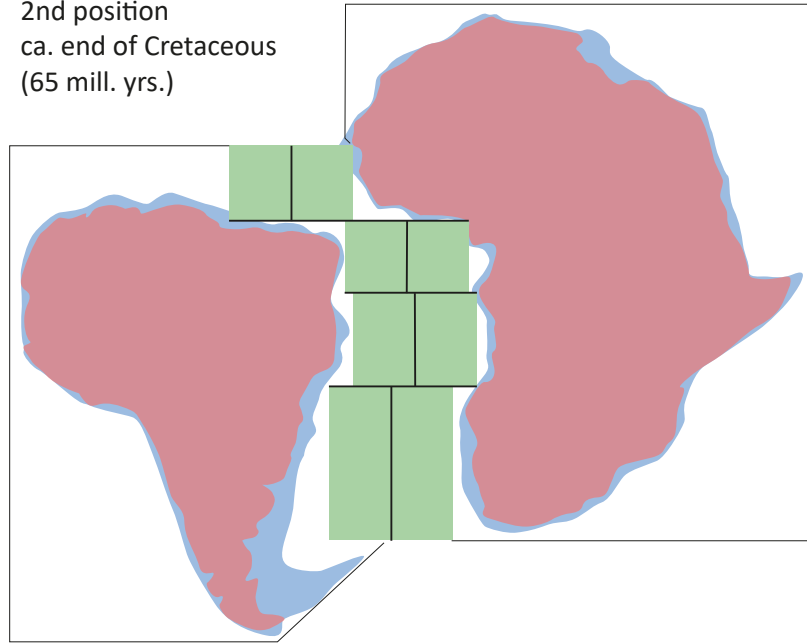 2nd position
ca. end of Cretaceous
(65 mill. yrs.)